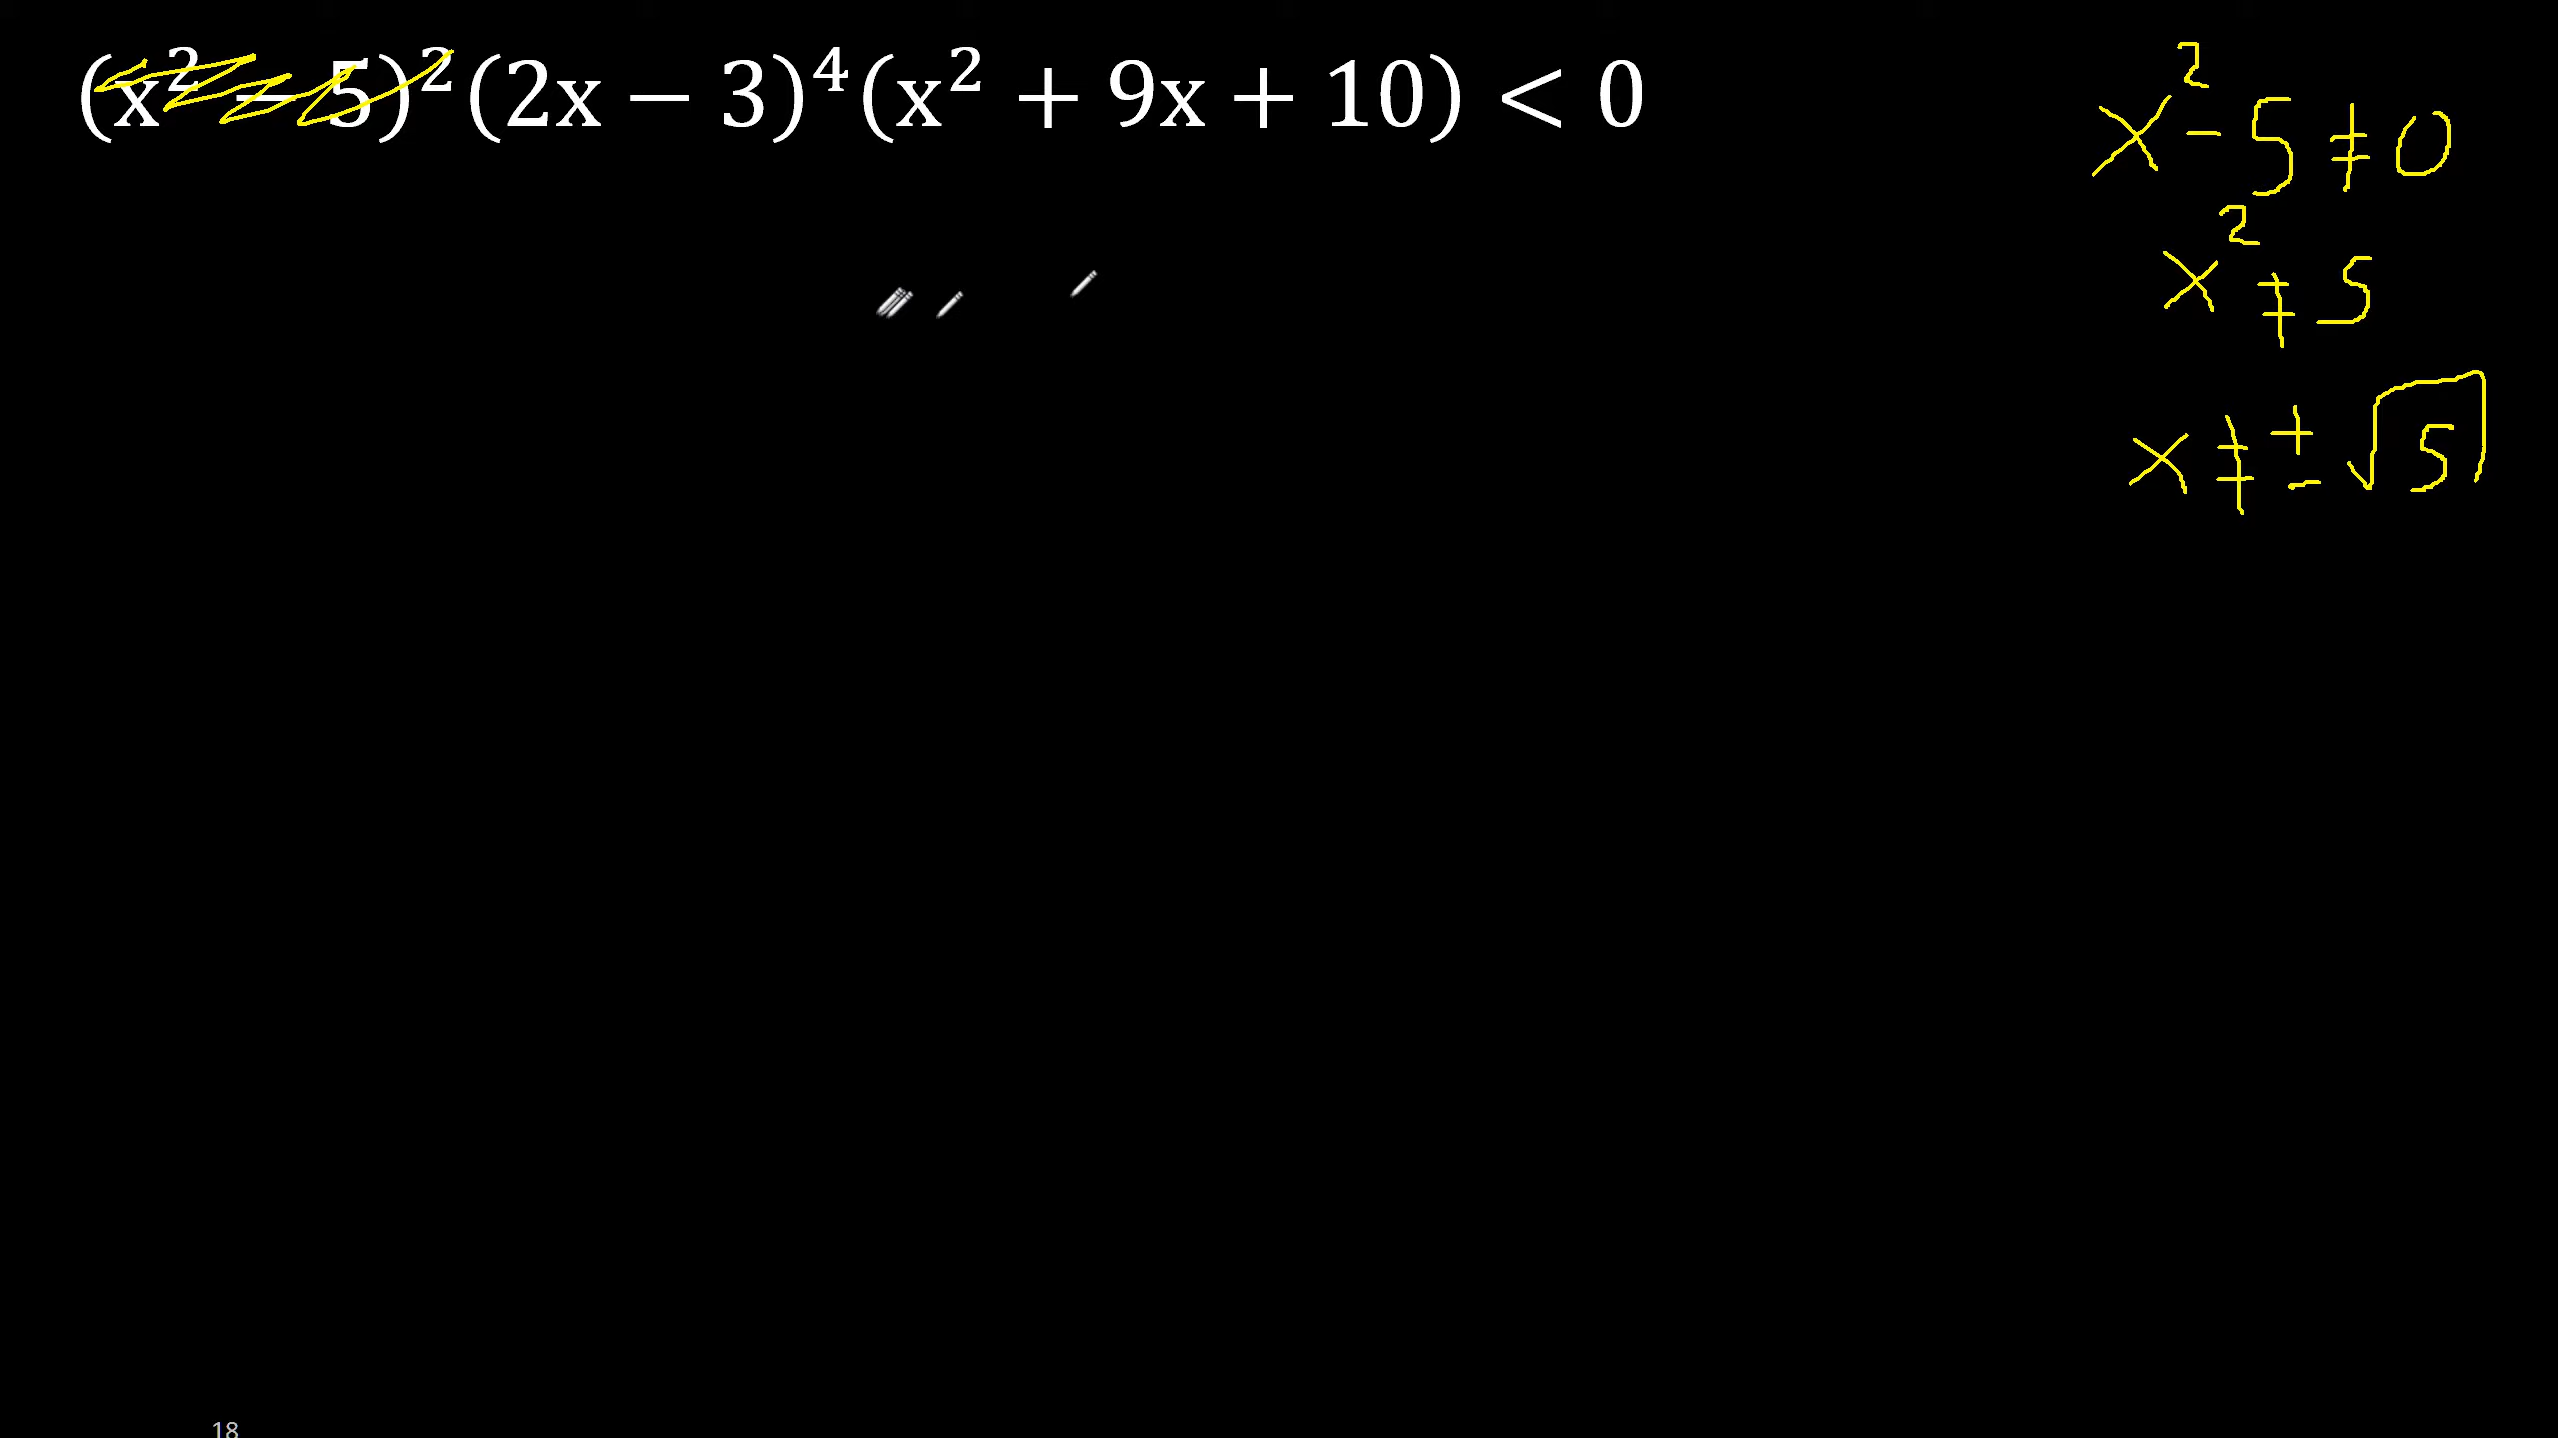 (x² – 5)²(2x – 3)⁴(x² + 9x + 10) < 0
x² - 5 ≠ 0
x² ≠ 5
x ≠ ± √5
18